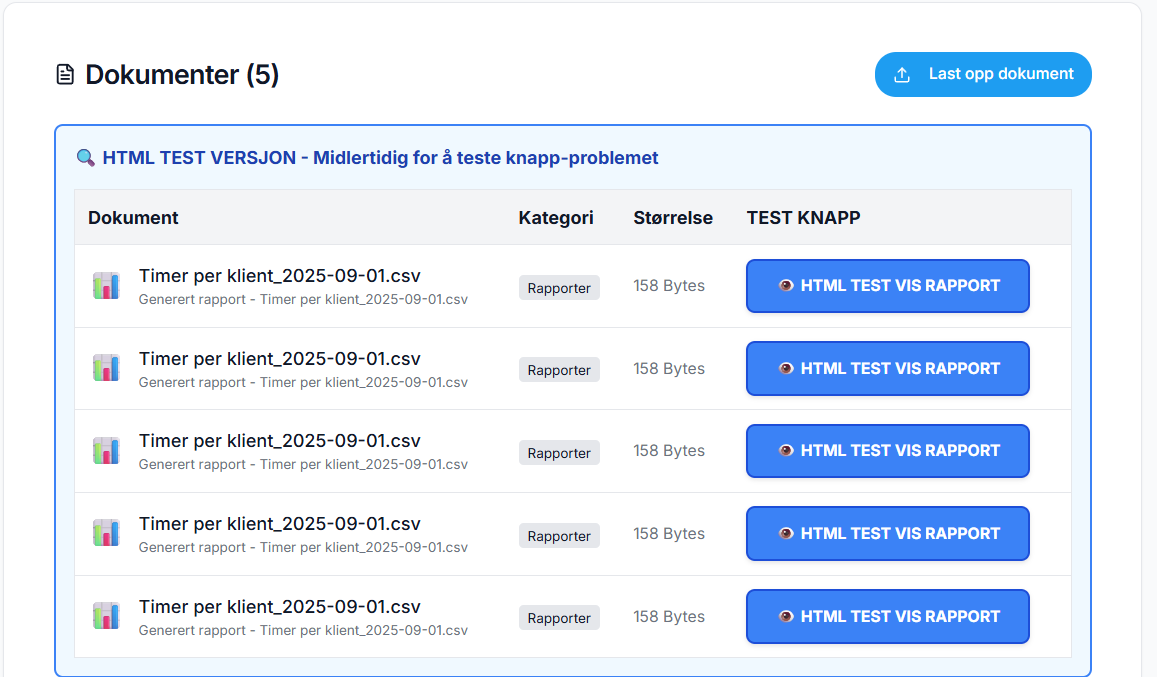 Dokumenter (5)
Last opp dokument
HTML TEST VERSJON - Midlertidig for å teste knapp-problemet
Dokument Kategori Størrelse TEST KNAPP
Timer per klient_2025-09-01.csv
Generert rapport - Timer per klient_2025-09-01.csv
Rapporter
158 Bytes
HTML TEST VIS RAPPORT
Timer per klient_2025-09-01.csv
Generert rapport - Timer per klient_2025-09-01.csv
Rapporter
158 Bytes
HTML TEST VIS RAPPORT
Timer per klient_2025-09-01.csv
Generert rapport - Timer per klient_2025-09-01.csv
Rapporter
158 Bytes
HTML TEST VIS RAPPORT
Timer per klient_2025-09-01.csv
Generert rapport - Timer per klient_2025-09-01.csv
Rapporter
158 Bytes
HTML TEST VIS RAPPORT
Timer per klient_2025-09-01.csv
Generert rapport - Timer per klient_2025-09-01.csv
Rapporter
158 Bytes
HTML TEST VIS RAPPORT